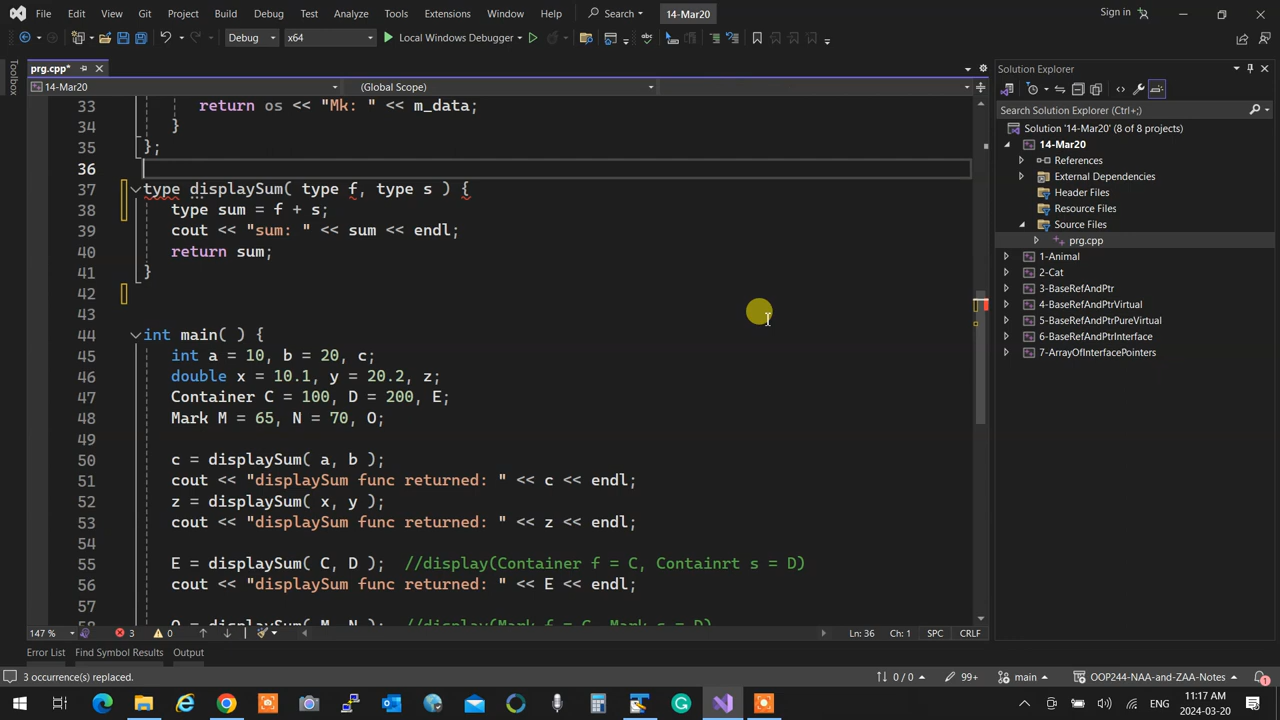 File Edit View Git Project Build Debug Test Analyze Tools Extensions Window Help Search 14-Mar20 Sign in
Debug x64 Local Windows Debugger
prg.cpp*
14-Mar20 (Global Scope)
33 return os << "Mk: " << m_data;
34 }
35 };
36
37 type displaySum( type f, type s ) {
38 type sum = f + s;
39 cout << "sum: " << sum << endl;
40 return sum;
41 }
42
43
44 int main( ) {
45 int a = 10, b = 20, c;
46 double x = 10.1, y = 20.2, z;
47 Container C = 100, D = 200, E;
48 Mark M = 65, N = 70, O;
49
50 c = displaySum( a, b );
51 cout << "displaySum func returned: " << c << endl;
52 z = displaySum( x, y );
53 cout << "displaySum func returned: " << z << endl;
54
55 E = displaySum( C, D ); //display(Container f = C, Containrt s = D)
56 cout << "displaySum func returned: " << E << endl;
57
58 O = displaySum( M, N ); //display(Mark f = C, Mark s = D)
147 % 3 0 Ln: 36 Ch: 1 SPC CRLF
Error List Find Symbol Results Output
3 occurrence(s) replaced. 0 / 0 99+ main OOP244-NAA-and-ZAA-Notes 1
Toolbox
Solution Explorer
Search Solution Explorer (Ctrl+;)
Solution '14-Mar20' (8 of 8 projects)
14-Mar20
References
External Dependencies
Header Files
Resource Files
Source Files
prg.cpp
1-Animal
2-Cat
3-BaseRefAndPtr
4-BaseRefAndPtrVirtual
5-BaseRefAndPtrPureVirtual
6-BaseRefAndPtrInterface
7-ArrayOfInterfacePointers
ENG 11:17 AM
2024-03-20